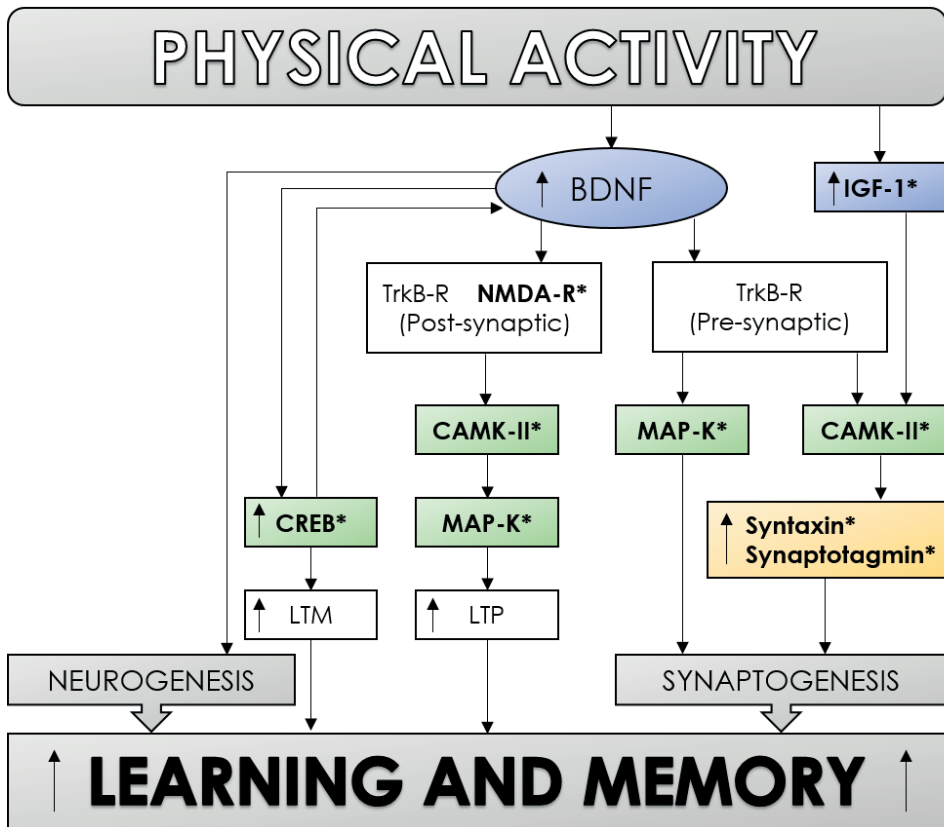 PHYSICAL ACTIVITY
BDNF
IGF-1*
TrkB-R NMDA-R*
(Post-synaptic)
TrkB-R
(Pre-synaptic)
CAMK-II*
MAP-K*
CAMK-II*
CREB*
MAP-K*
Syntaxin*
Synaptotagmin*
LTM
LTP
NEUROGENESIS
SYNAPTOGENESIS
LEARNING AND MEMORY